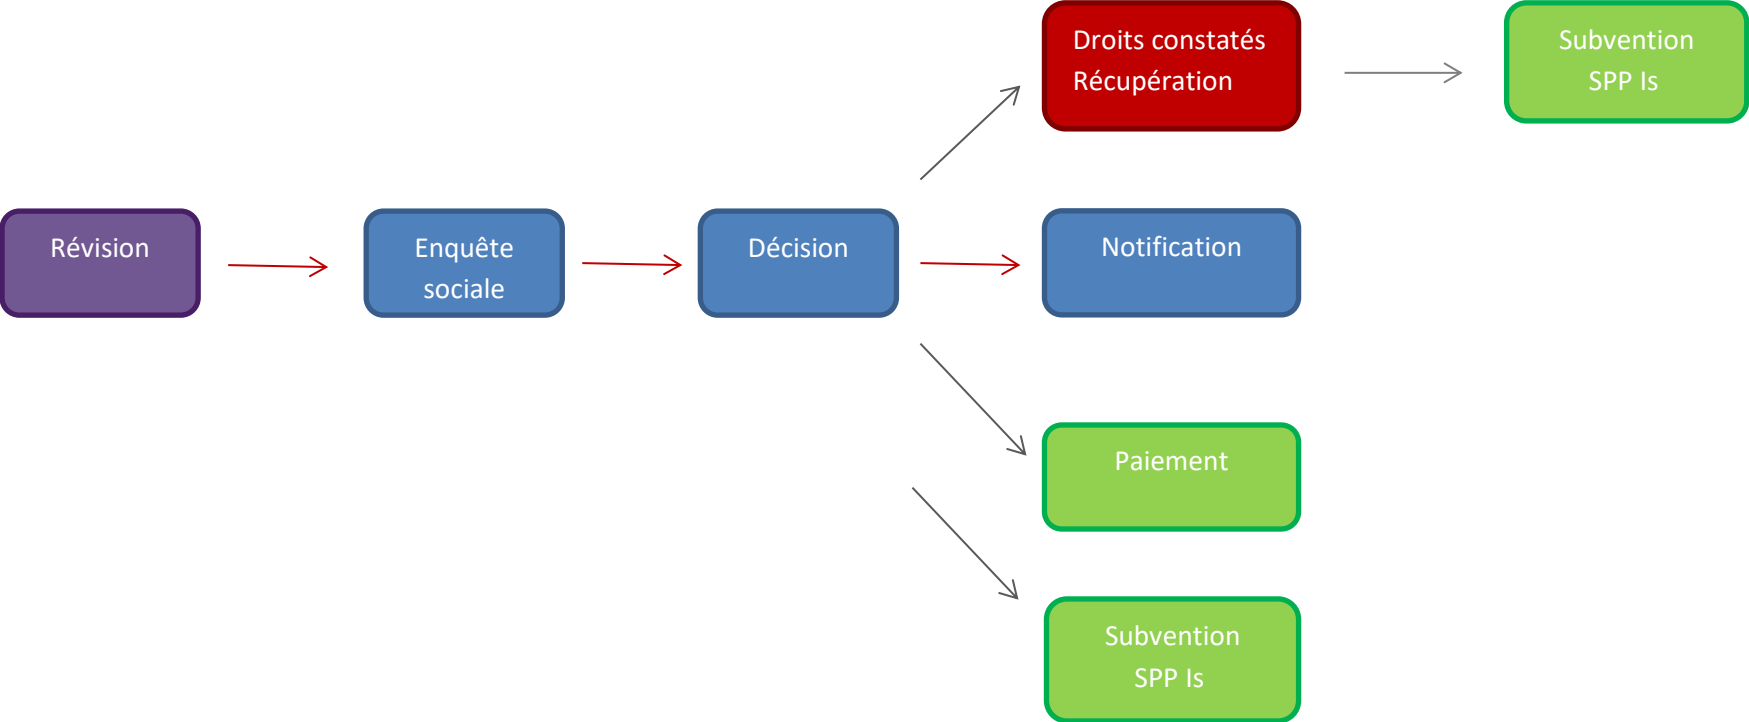 Droits constatés
Récupération
Subvention
SPP Is
Révision
Enquête
sociale
Décision
Notification
Paiement
Subvention
SPP Is